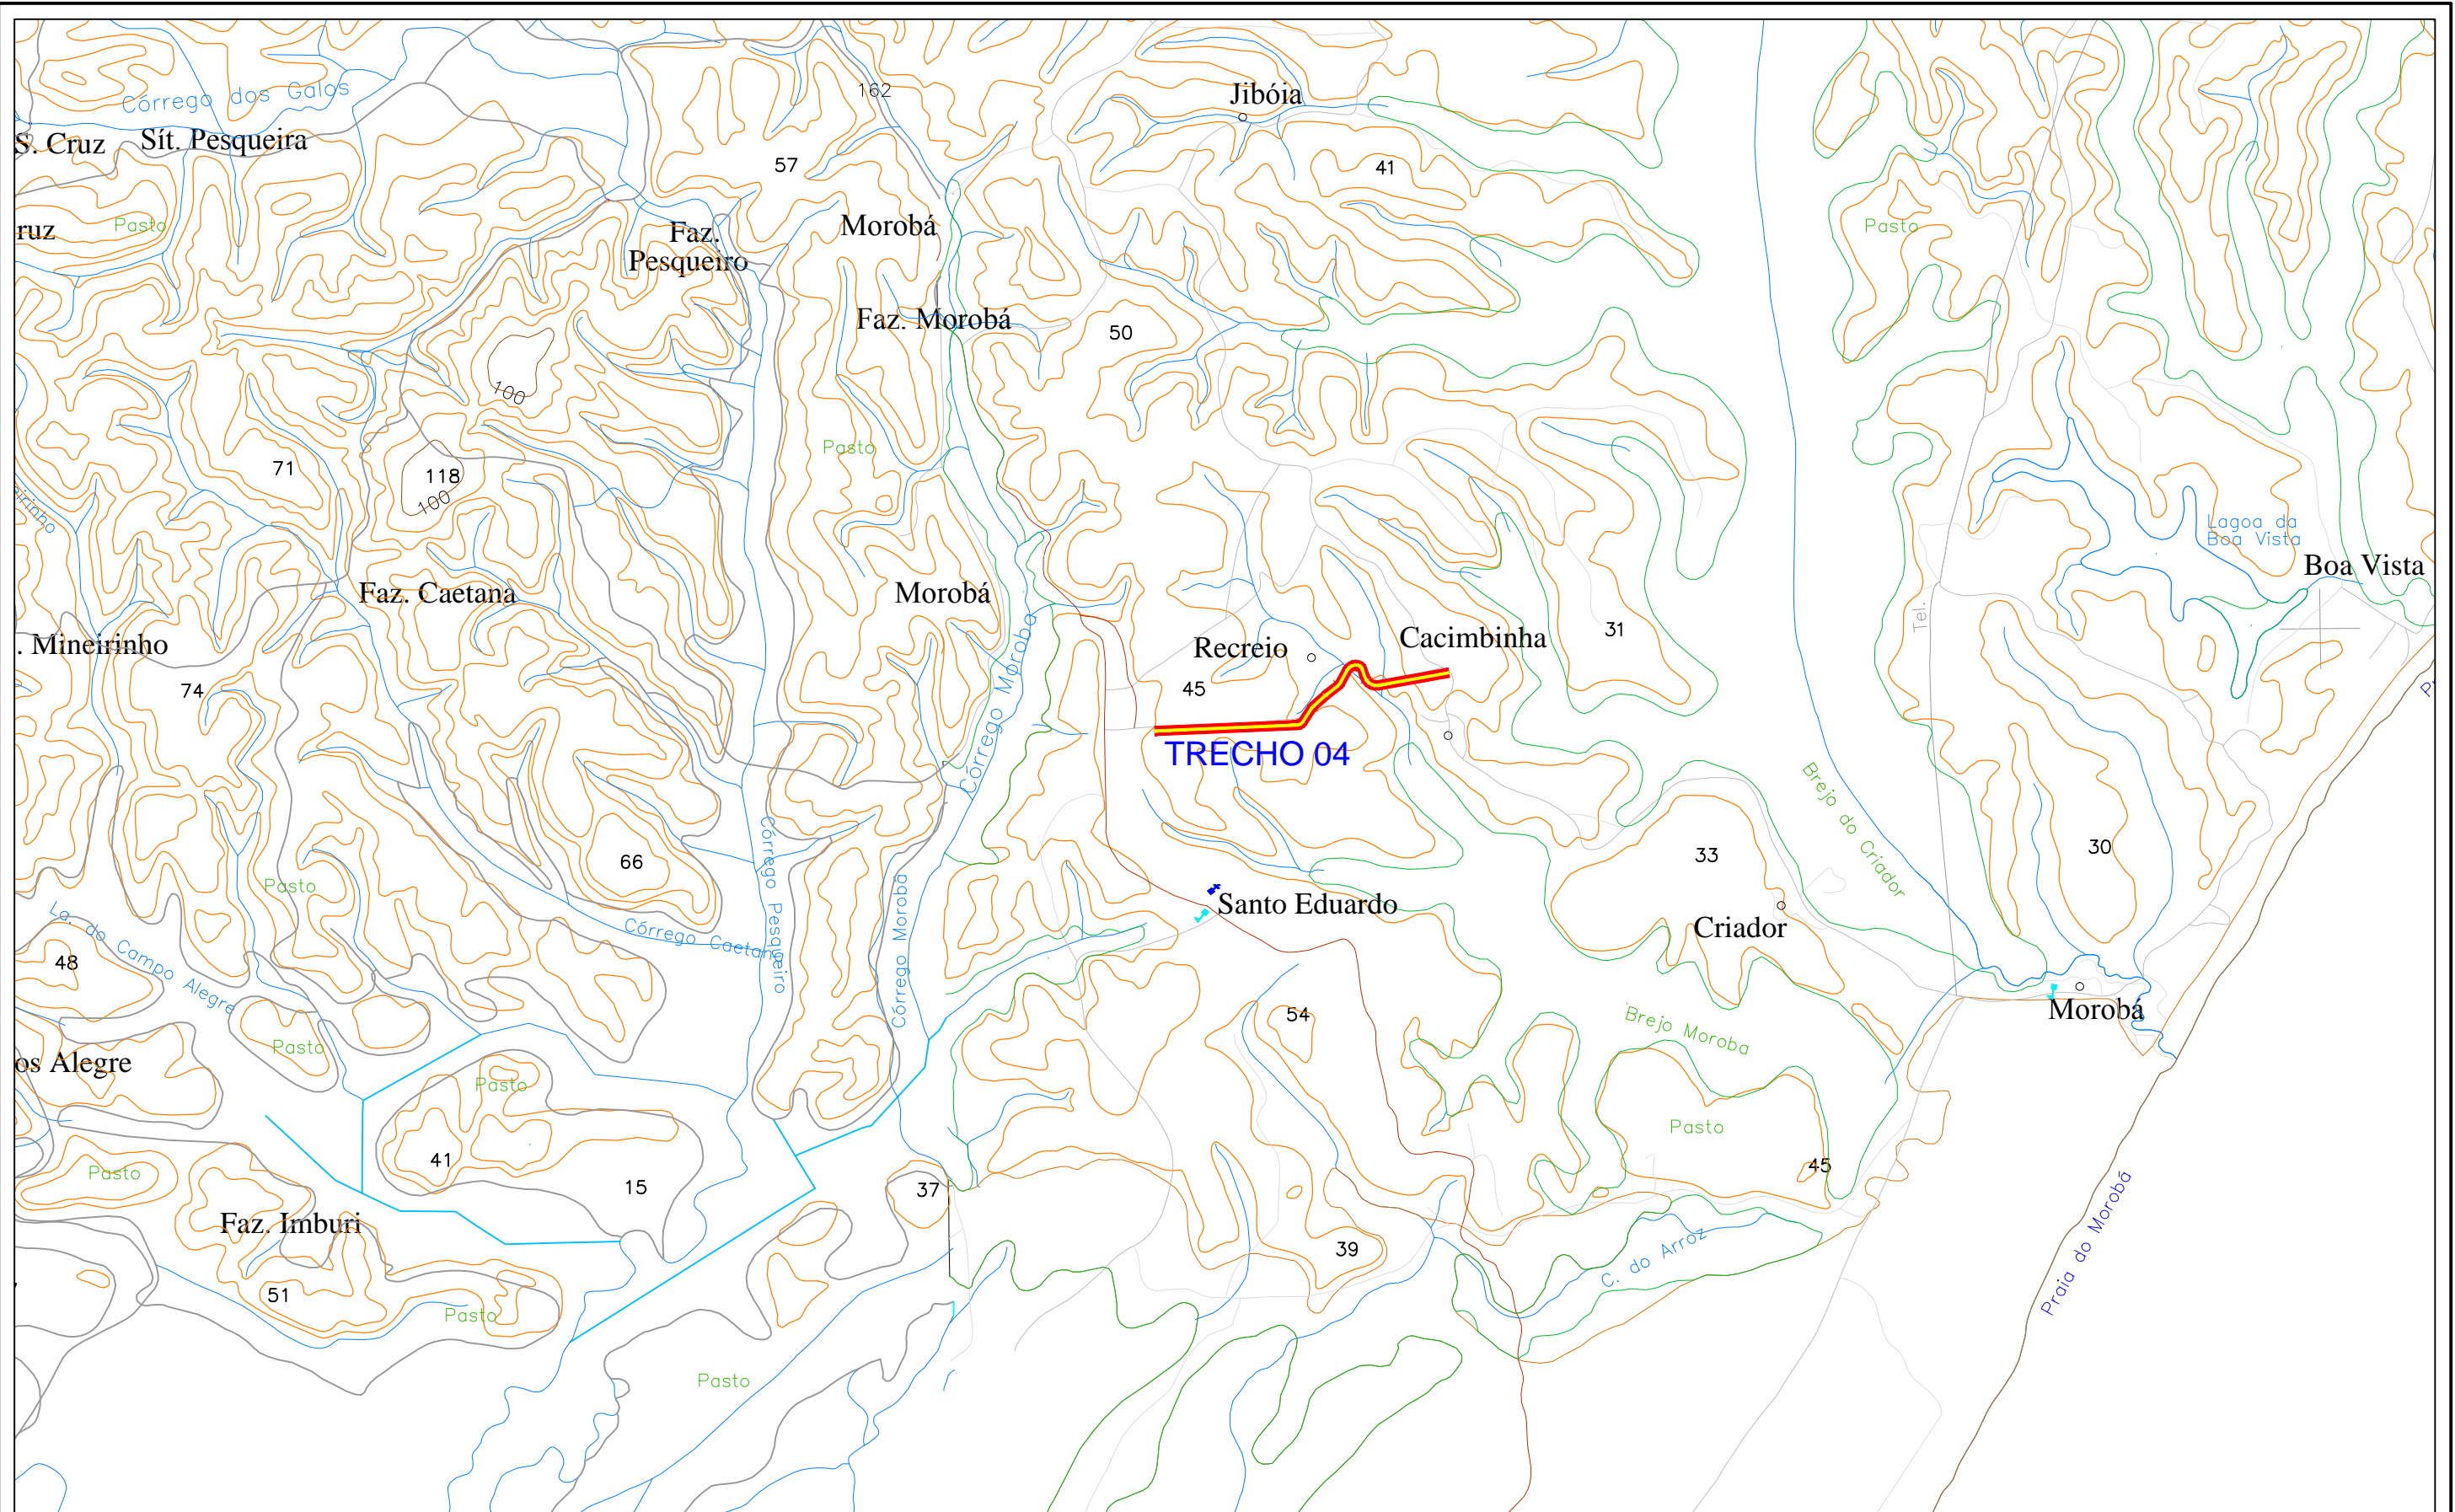 Córrego dos Galos
162
Jibóia
S. Cruz
Sít. Pesqueira
57
41
ruz
Pasto
Faz.
Pesqueiro
Morobá
Pasto
Faz. Morobá
50
100
Pasto
71
118
100
irinho
Lagoa da
Boa Vista
Boa Vista
Faz. Caetana
Morobá
Tel.
. Mineirinho
Recreio
Cacimbinha
31
74
45
Córrego Moroba
TRECHO 04
Brejo do Criador
66
33
30
Córrego Pesqueiro
Pasto
Córrego Morobá
Santo Eduardo
La. do Campo Alegre
Córrego Caetana
Criador
48
54
Morobá
Brejo Moroba
Pasto
os Alegre
Pasto
Pasto
41
45
Pasto
15
37
Praia do Morobá
Faz. Imburi
39
C. do Arroz
51
Pasto
Pasto